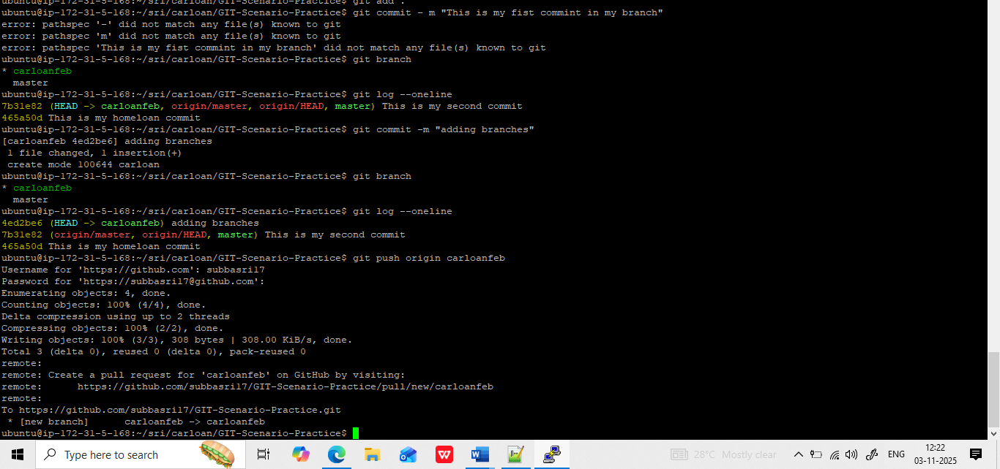 ubuntu@ip-172-31-5-168:~/sri/carloan/GIT-Scenario-Practice$ git add .
ubuntu@ip-172-31-5-168:~/sri/carloan/GIT-Scenario-Practice$ git commit - m "This is my fist commint in my branch"
error: pathspec '-' did not match any file(s) known to git
error: pathspec 'm' did not match any file(s) known to git
error: pathspec 'This is my fist commint in my branch' did not match any file(s) known to git
ubuntu@ip-172-31-5-168:~/sri/carloan/GIT-Scenario-Practice$ git branch
* carloanfeb
  master
ubuntu@ip-172-31-5-168:~/sri/carloan/GIT-Scenario-Practice$ git log --oneline
7b31e82 (HEAD -> carloanfeb, origin/master, origin/HEAD, master) This is my second commit
465a50d This is my homeloan commit
ubuntu@ip-172-31-5-168:~/sri/carloan/GIT-Scenario-Practice$ git commit -m "adding branches"
[carloanfeb 4ed2be6] adding branches
 1 file changed, 1 insertion(+)
 create mode 100644 carloan
ubuntu@ip-172-31-5-168:~/sri/carloan/GIT-Scenario-Practice$ git branch
* carloanfeb
  master
ubuntu@ip-172-31-5-168:~/sri/carloan/GIT-Scenario-Practice$ git log --oneline
4ed2be6 (HEAD -> carloanfeb) adding branches
7b31e82 (origin/master, origin/HEAD, master) This is my second commit
465a50d This is my homeloan commit
ubuntu@ip-172-31-5-168:~/sri/carloan/GIT-Scenario-Practice$ git push origin carloanfeb
Username for 'https://github.com': subbasri17
Password for 'https://subbasri17@github.com':
Enumerating objects: 4, done.
Counting objects: 100% (4/4), done.
Delta compression using up to 2 threads
Compressing objects: 100% (2/2), done.
Writing objects: 100% (3/3), 308 bytes | 308.00 KiB/s, done.
Total 3 (delta 0), reused 0 (delta 0), pack-reused 0
remote:
remote: Create a pull request for 'carloanfeb' on GitHub by visiting:
remote:      https://github.com/subbasri17/GIT-Scenario-Practice/pull/new/carloanfeb
remote:
To https://github.com/subbasri17/GIT-Scenario-Practice.git
 * [new branch]      carloanfeb -> carloanfeb
ubuntu@ip-172-31-5-168:~/sri/carloan/GIT-Scenario-Practice$
Type here to search
28°C Mostly clear
ENG
12:22
03-11-2025